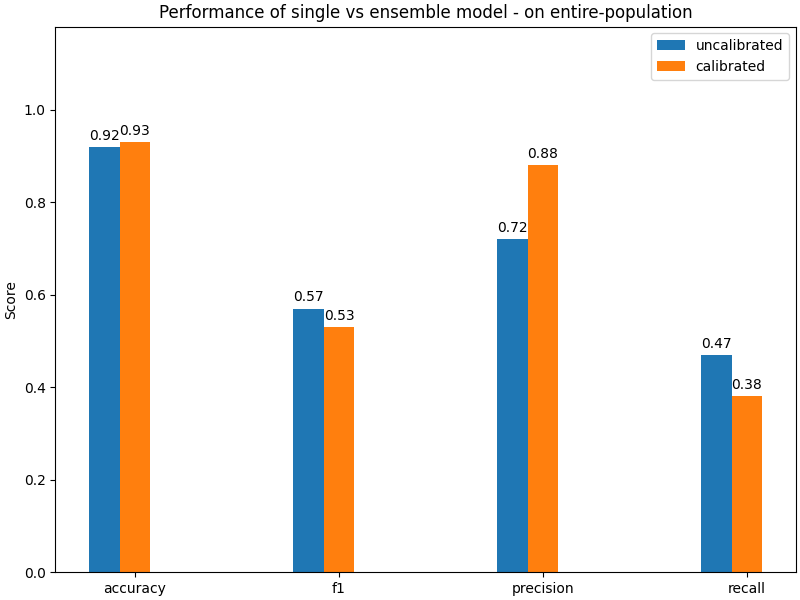 Performance of single vs ensemble model - on entire-population
uncalibrated
calibrated
Score
1.0
0.8
0.6
0.4
0.2
0.0
0.92
0.93
0.57
0.53
0.72
0.88
0.47
0.38
accuracy
f1
precision
recall